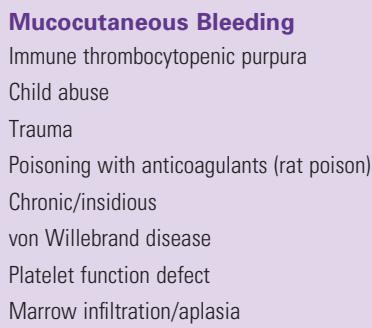 Mucocutaneous Bleeding
Immune thrombocytopenic purpura
Child abuse
Trauma
Poisoning with anticoagulants (rat poison)
Chronic/insidious
von Willebrand disease
Platelet function defect
Marrow infiltration/aplasia